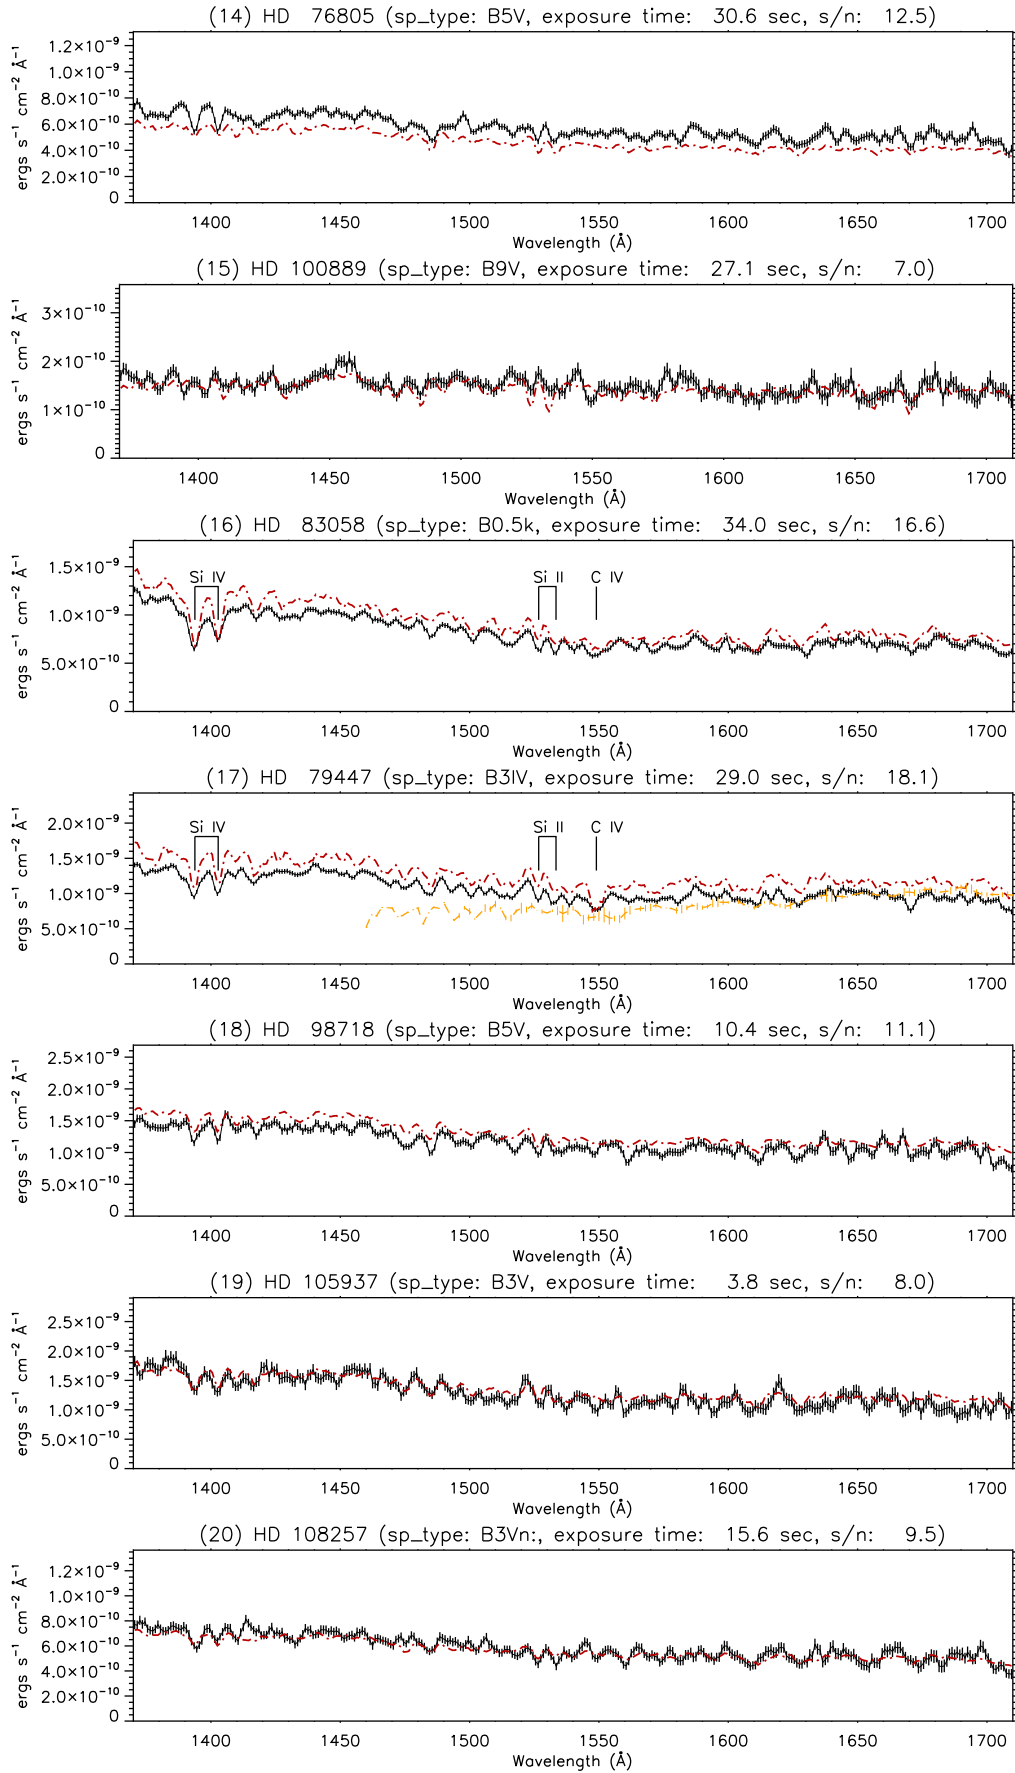 (14) HD 76805 (sp_type: B5V, exposure time: 30.6 sec, s/n: 12.5)
ergs s⁻¹ cm⁻² Å⁻¹
1.2×10⁻⁹
1.0×10⁻⁹
8.0×10⁻¹⁰
6.0×10⁻¹⁰
4.0×10⁻¹⁰
2.0×10⁻¹⁰
0
1400 1450 1500 1550 1600 1650 1700
Wavelength (Å)
(15) HD 100889 (sp_type: B9V, exposure time: 27.1 sec, s/n: 7.0)
ergs s⁻¹ cm⁻² Å⁻¹
3×10⁻¹⁰
2×10⁻¹⁰
1×10⁻¹⁰
0
1400 1450 1500 1550 1600 1650 1700
Wavelength (Å)
(16) HD 83058 (sp_type: B0.5k, exposure time: 34.0 sec, s/n: 16.6)
ergs s⁻¹ cm⁻² Å⁻¹
1.5×10⁻⁹
1.0×10⁻⁹
5.0×10⁻¹⁰
0
Si IV Si II C IV
1400 1450 1500 1550 1600 1650 1700
Wavelength (Å)
(17) HD 79447 (sp_type: B3IV, exposure time: 29.0 sec, s/n: 18.1)
ergs s⁻¹ cm⁻² Å⁻¹
2.0×10⁻⁹
1.5×10⁻⁹
1.0×10⁻⁹
5.0×10⁻¹⁰
0
Si IV Si II C IV
1400 1450 1500 1550 1600 1650 1700
Wavelength (Å)
(18) HD 98718 (sp_type: B5V, exposure time: 10.4 sec, s/n: 11.1)
ergs s⁻¹ cm⁻² Å⁻¹
2.5×10⁻⁹
2.0×10⁻⁹
1.5×10⁻⁹
1.0×10⁻⁹
5.0×10⁻¹⁰
0
1400 1450 1500 1550 1600 1650 1700
Wavelength (Å)
(19) HD 105937 (sp_type: B3V, exposure time: 3.8 sec, s/n: 8.0)
ergs s⁻¹ cm⁻² Å⁻¹
2.5×10⁻⁹
2.0×10⁻⁹
1.5×10⁻⁹
1.0×10⁻⁹
5.0×10⁻¹⁰
0
1400 1450 1500 1550 1600 1650 1700
Wavelength (Å)
(20) HD 108257 (sp_type: B3Vn:, exposure time: 15.6 sec, s/n: 9.5)
ergs s⁻¹ cm⁻² Å⁻¹
1.2×10⁻⁹
1.0×10⁻⁹
8.0×10⁻¹⁰
6.0×10⁻¹⁰
4.0×10⁻¹⁰
2.0×10⁻¹⁰
0
1400 1450 1500 1550 1600 1650 1700
Wavelength (Å)